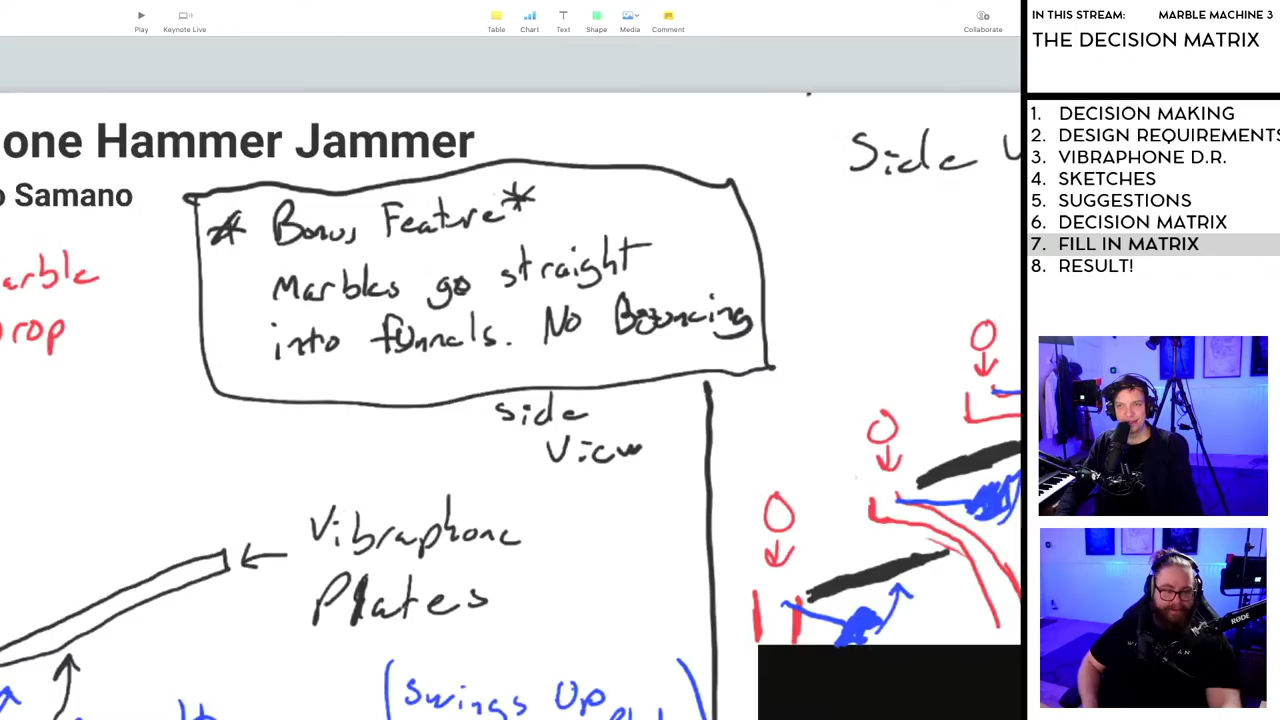 Play
Keynote Live
Table
Chart
Text
Shape
Media
Comment
Collaborate
IN THIS STREAM:
MARBLE MACHINE 3
THE DECISION MATRIX
1. DECISION MAKING
2. DESIGN REQUIREMENTS
3. VIBRAPHONE D.R.
4. SKETCHES
5. SUGGESTIONS
6. DECISION MATRIX
7. FILL IN MATRIX
8. RESULT!
one Hammer Jammer
o Samano
arble
rop
* Bonus Feature *
Marbles go straight
into funnels. No Bouncing
side
View
Side
Vibraphone
Plates
(Swings Up
RODE